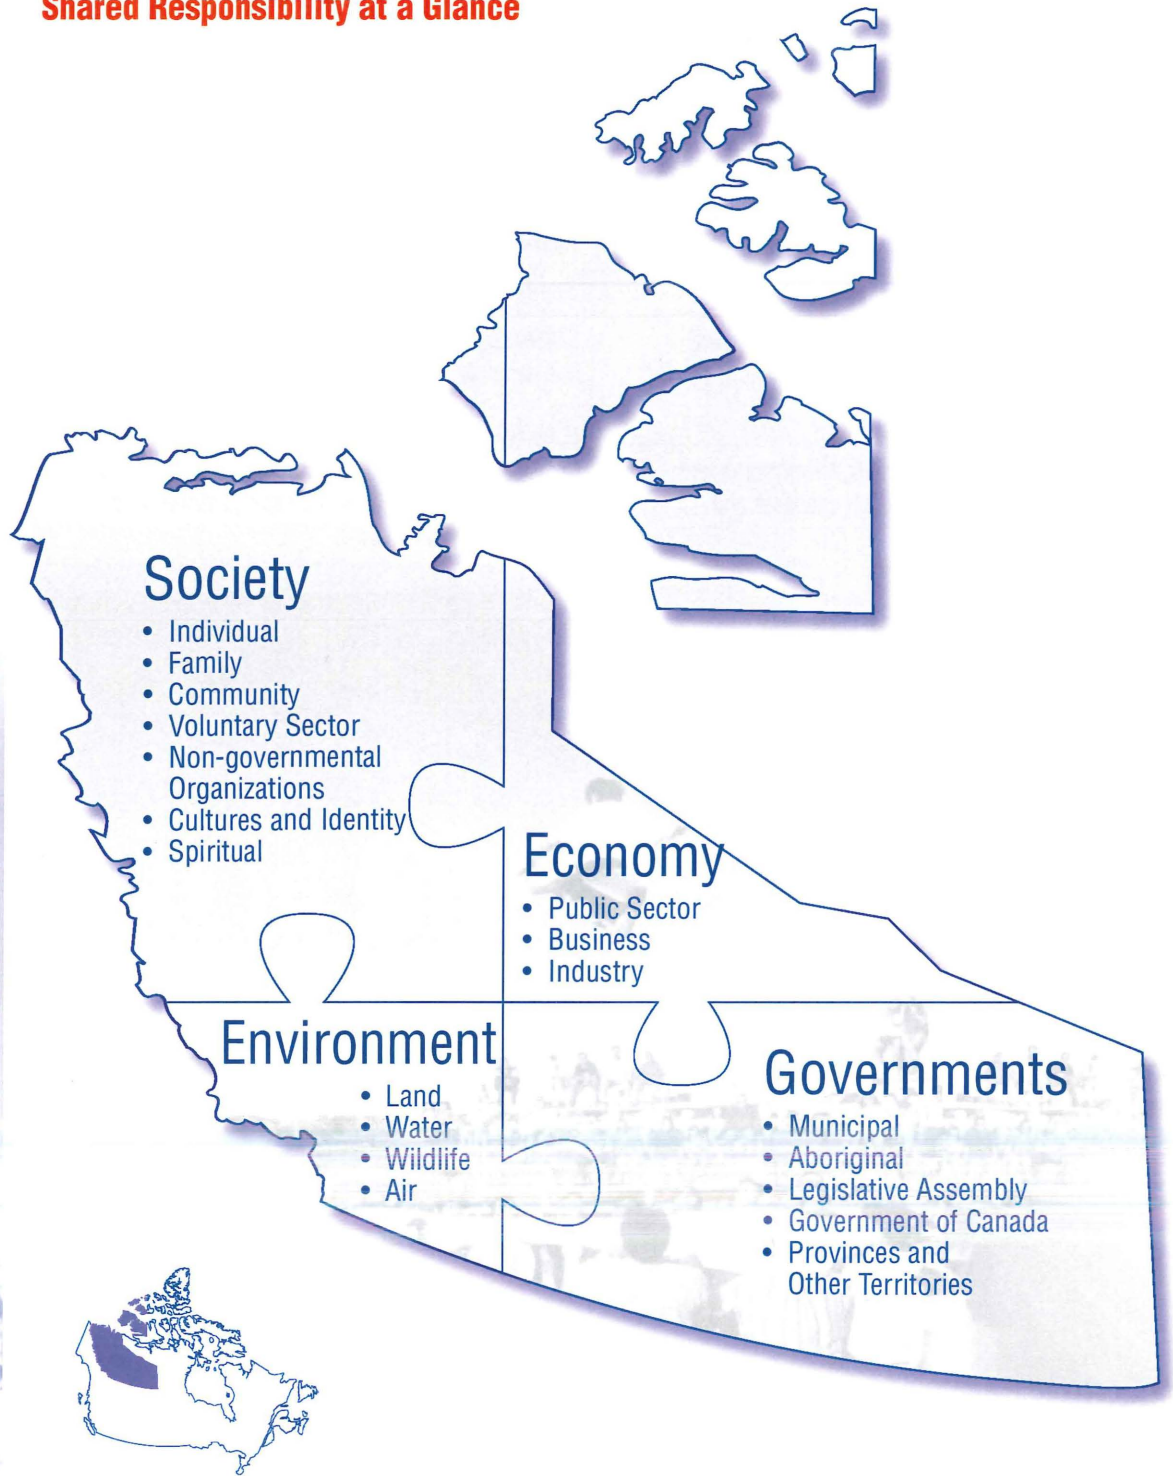 Shared Responsibility at a Glance
Society
• Individual
• Family
• Community
• Voluntary Sector
• Non-governmental
Organizations
• Cultures and Identity
• Spiritual
Economy
• Public Sector
• Business
• Industry
Environment
• Land
• Water
• Wildlife
• Air
Governments
• Municipal
• Aboriginal
• Legislative Assembly
• Government of Canada
• Provinces and
Other Territories